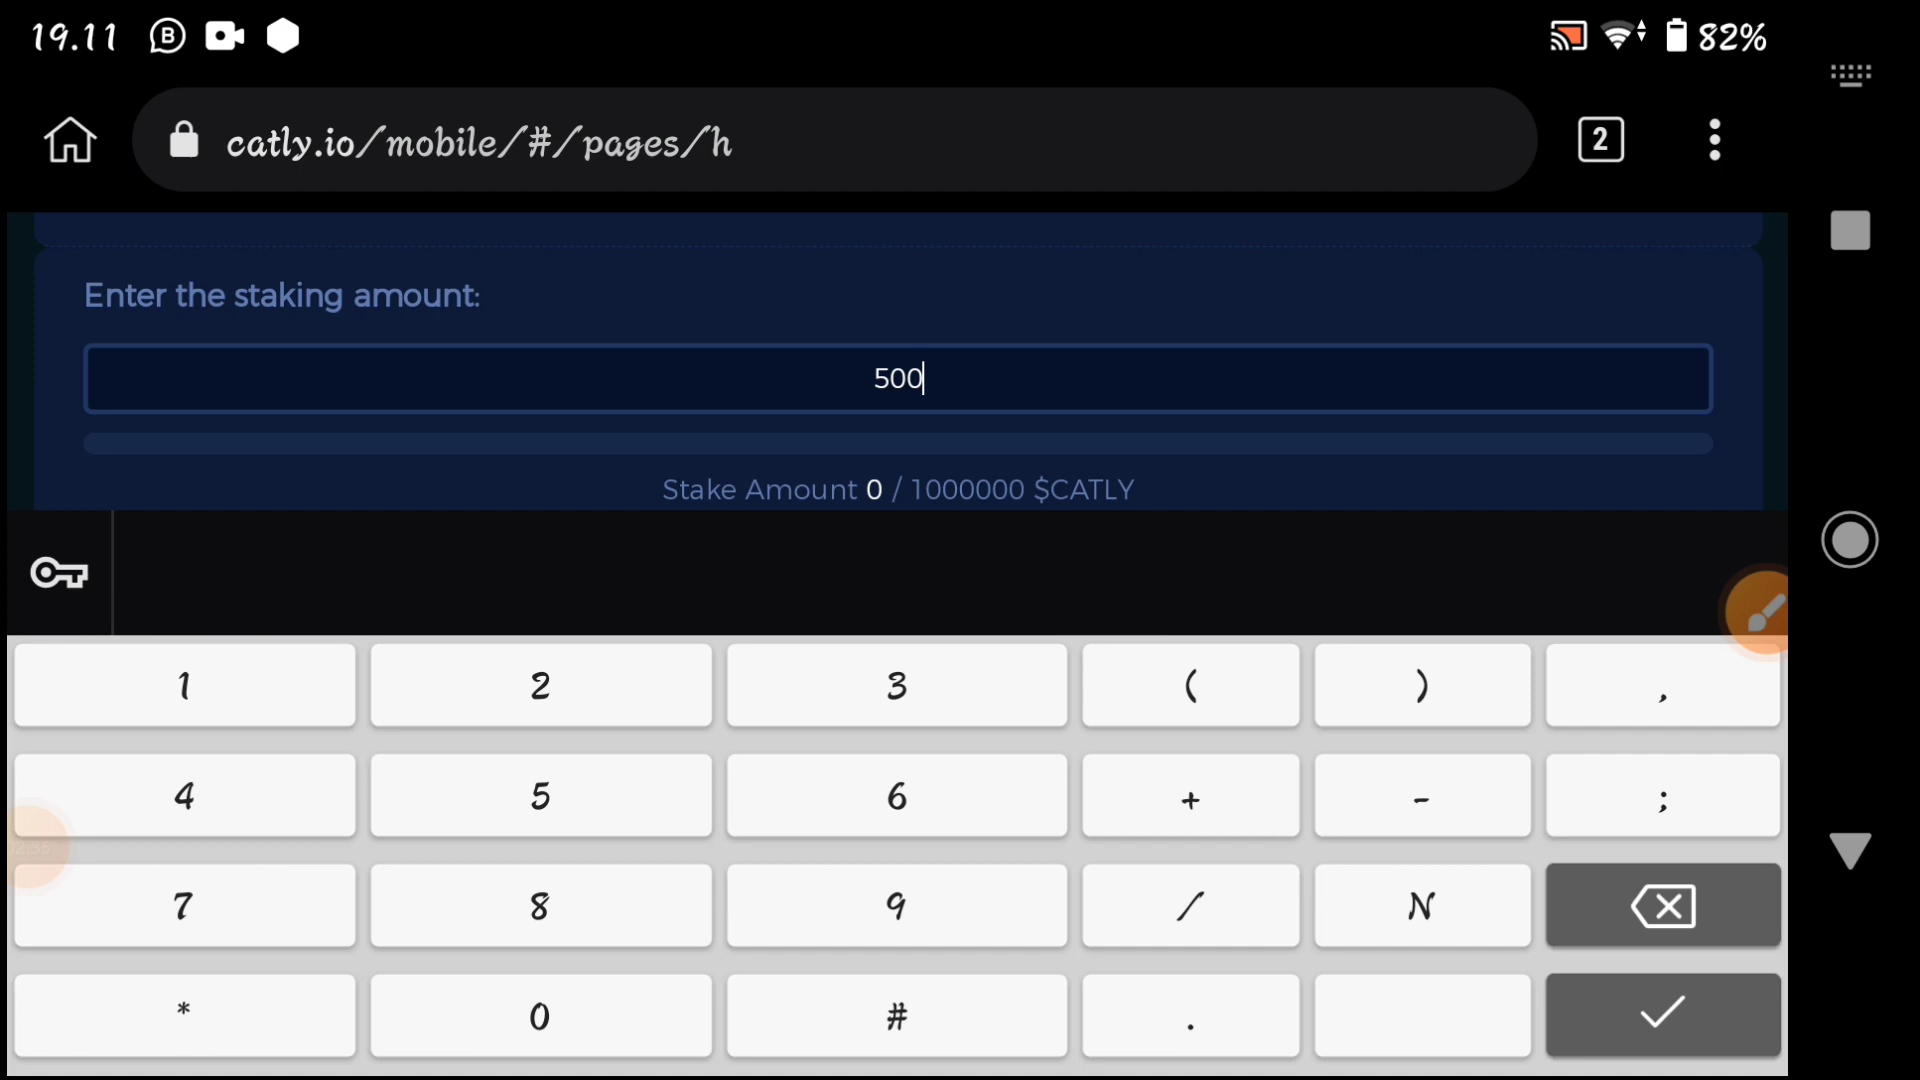 19.11
82%
catly.io/mobile/#/pages/h
2
Enter the staking amount:
500
Stake Amount 0 / 1000000 $CATLY
1 2 3 ( ) ,
4 5 6 + - ;
7 8 9 / N
* 0 # .